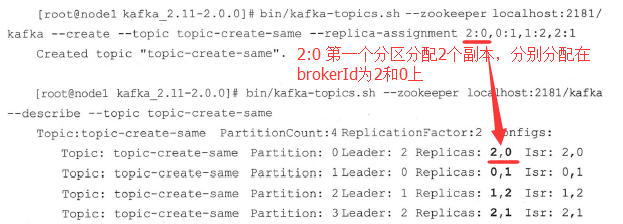 [root@node1 kafka_2.11-2.0.0]# bin/kafka-topics.sh --zookeeper localhost:2181/
kafka --create --topic topic-create-same --replica-assignment 2:0,0:1,1:2,2:1
Created topic "topic-create-same".
2:0 第一个分区分配2个副本，分别分配在
brokerId为2和0上
[root@node1 kafka_2.11-2.0.0]# bin/kafka-topics.sh --zookeeper localhost:2181/kafka
--describe --topic topic-create-same
Topic:topic-create-same PartitionCount:4 ReplicationFactor:2 Configs:
Topic: topic-create-same Partition: 0 Leader: 2 Replicas: 2,0 Isr: 2,0
Topic: topic-create-same Partition: 1 Leader: 0 Replicas: 0,1 Isr: 0,1
Topic: topic-create-same Partition: 2 Leader: 1 Replicas: 1,2 Isr: 1,2
Topic: topic-create-same Partition: 3 Leader: 2 Replicas: 2,1 Isr: 2,1